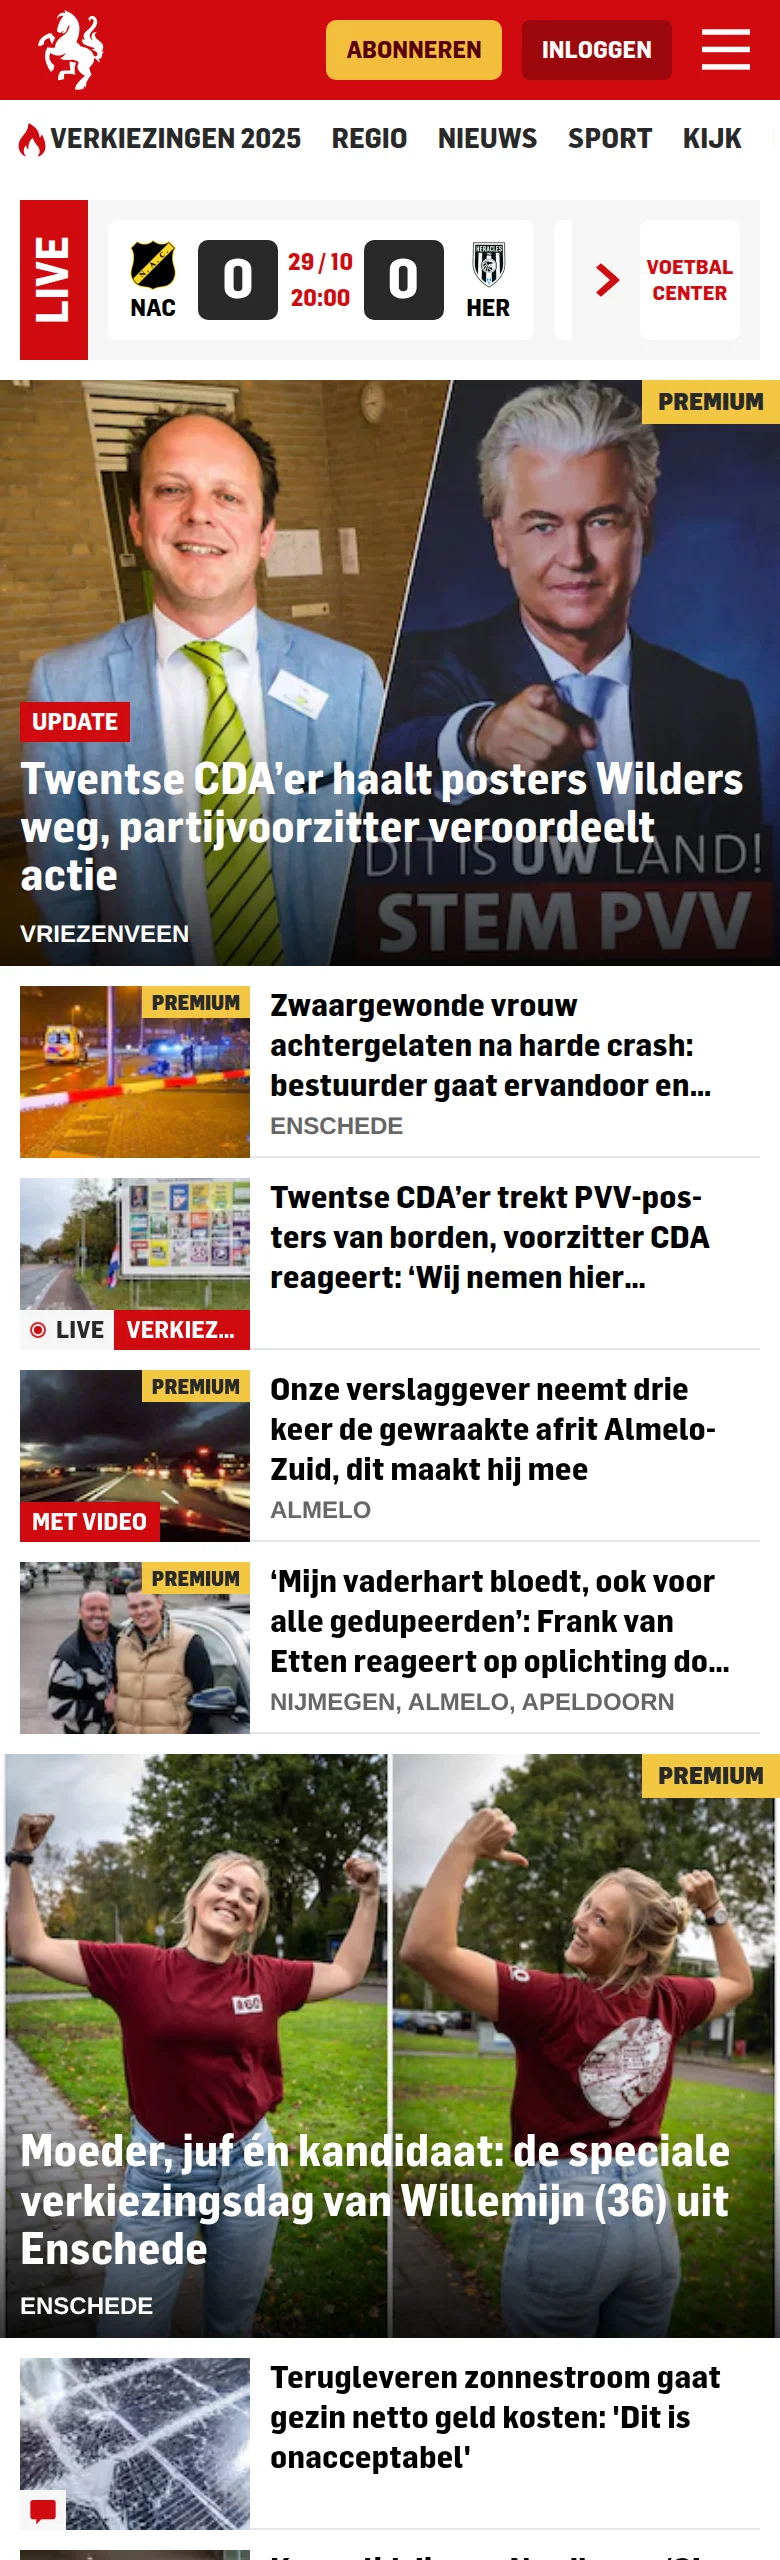 ABONNEREN
INLOGGEN
VERKIEZINGEN 2025 REGIO NIEUWS SPORT KIJK
LIVE
NAC
0
29 / 10
20:00
0
HERACLES
HER
VOETBAL
CENTER
PREMIUM
UPDATE
Twentse CDA’er haalt posters Wilders
weg, partijvoorzitter veroordeelt
actie
DIT IS UW LAND!
STEM PVV
VRIEZENVEEN
PREMIUM
Zwaargewonde vrouw
achtergelaten na harde crash:
bestuurder gaat ervandoor en...
ENSCHEDE
Twentse CDA’er trekt PVV-pos-
ters van borden, voorzitter CDA
reageert: ‘Wij nemen hier...
LIVE VERKIEZ...
PREMIUM
Onze verslaggever neemt drie
keer de gewraakte afrit Almelo-
Zuid, dit maakt hij mee
MET VIDEO
ALMELO
PREMIUM
‘Mijn vaderhart bloedt, ook voor
alle gedupeerden’: Frank van
Etten reageert op oplichting do...
NIJMEGEN, ALMELO, APELDOORN
PREMIUM
Moeder, juf én kandidaat: de speciale
verkiezingsdag van Willemijn (36) uit
Enschede
ENSCHEDE
Terugleveren zonnestroom gaat
gezin netto geld kosten: 'Dit is
onacceptabel'